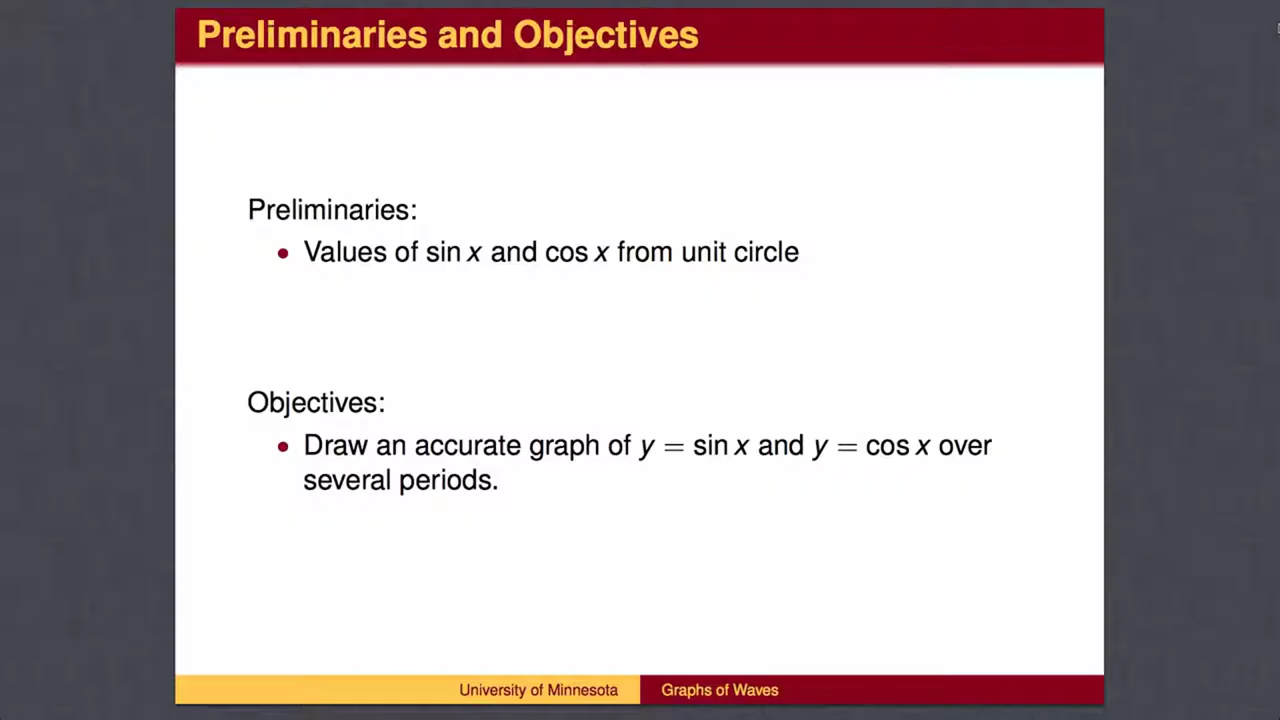 Preliminaries and Objectives
Preliminaries:
• Values of sin x and cos x from unit circle
Objectives:
• Draw an accurate graph of y = sin x and y = cos x over
several periods.
University of Minnesota
Graphs of Waves